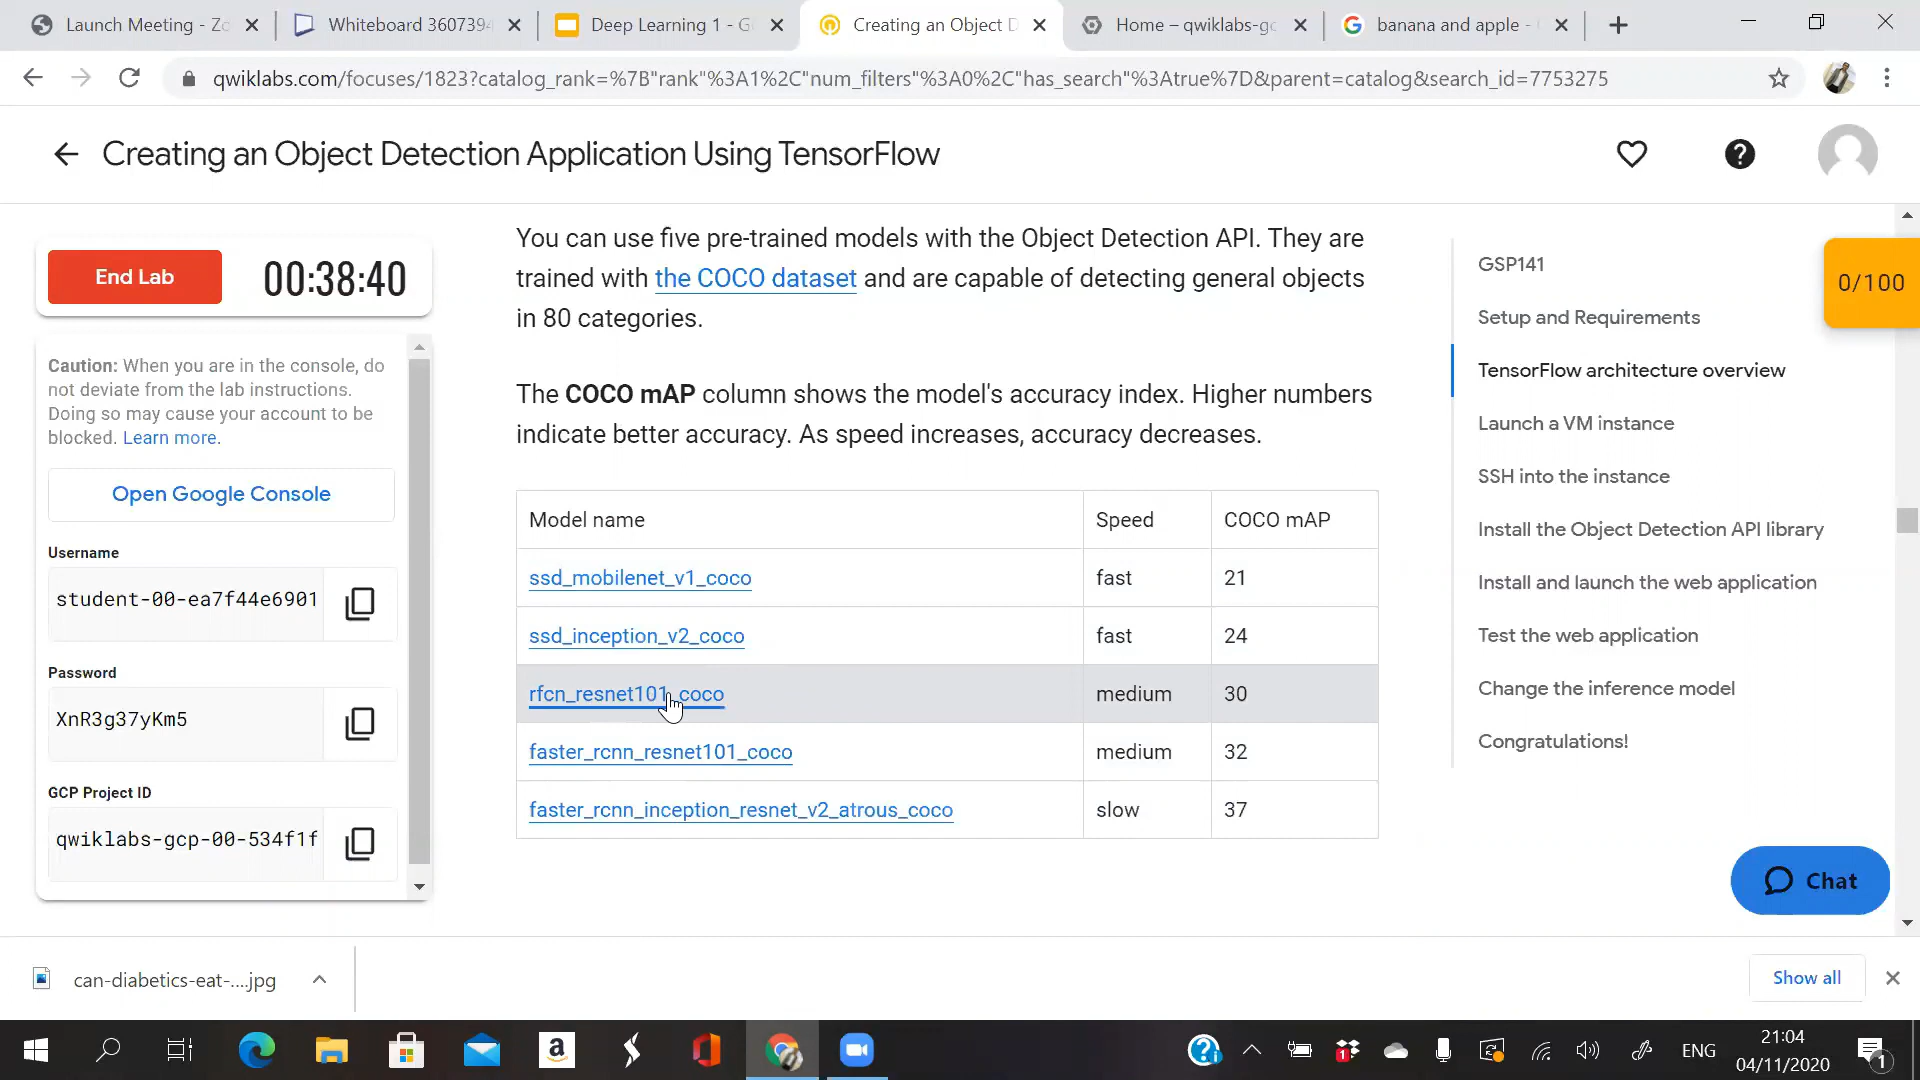 Launch Meeting - Zo
Whiteboard 3607394
Deep Learning 1 - G
Creating an Object D
Home – qwiklabs-gc
banana and apple -
qwiklabs.com/focuses/1823?catalog_rank=%7B"rank"%3A1%2C"num_filters"%3A0%2C"has_search"%3Atrue%7D&parent=catalog&search_id=7753275
Creating an Object Detection Application Using TensorFlow
End Lab
00:38:40
Caution: When you are in the console, do
not deviate from the lab instructions.
Doing so may cause your account to be
blocked. Learn more.
Open Google Console
Username
student-00-ea7f44e6901
Password
XnR3g37yKm5
GCP Project ID
qwiklabs-gcp-00-534f1f
You can use five pre-trained models with the Object Detection API. They are
trained with the COCO dataset and are capable of detecting general objects
in 80 categories.
The COCO mAP column shows the model's accuracy index. Higher numbers
indicate better accuracy. As speed increases, accuracy decreases.
Model name Speed COCO mAP
ssd_mobilenet_v1_coco fast 21
ssd_inception_v2_coco fast 24
rfcn_resnet101_coco medium 30
faster_rcnn_resnet101_coco medium 32
faster_rcnn_inception_resnet_v2_atrous_coco slow 37
GSP141
Setup and Requirements
TensorFlow architecture overview
Launch a VM instance
SSH into the instance
Install the Object Detection API library
Install and launch the web application
Test the web application
Change the inference model
Congratulations!
0/100
Chat
can-diabetics-eat-....jpg
Show all
ENG
21:04
04/11/2020
1
1